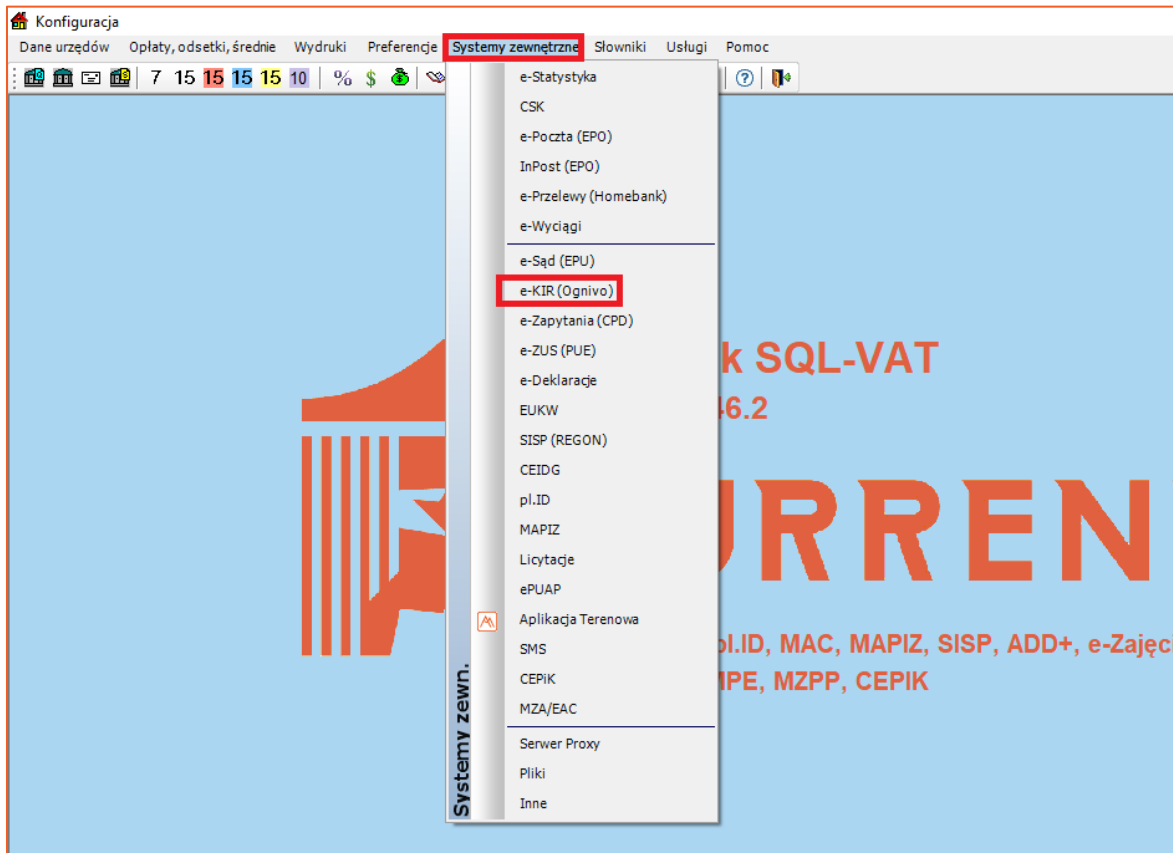 Konfiguracja
Dane urzędów Opłaty, odsetki, średnie Wydruki Preferencje Systemy zewnętrzne Słowniki Usługi Pomoc
7 15 15 15 15 10 % $
e-Statystyka
CSK
e-Poczta (EPO)
InPost (EPO)
e-Przelewy (Homebank)
e-Wyciągi
e-Sąd (EPU)
e-KIR (Ognivo)
e-Zapytania (CPD)
e-ZUS (PUE)
e-Deklaracje
EUKW
SISP (REGON)
CEIDG
pl.ID
MAPIZ
Licytacje
ePUAP
Aplikacja Terenowa
SMS
CEPiK
MZA/EAC
Serwer Proxy
Pliki
Inne
Systemy zewn.
k SQL-VAT
46.2
URREN
pl.ID, MAC, MAPIZ, SISP, ADD+, e-Zajęc
MPE, MZPP, CEPIK